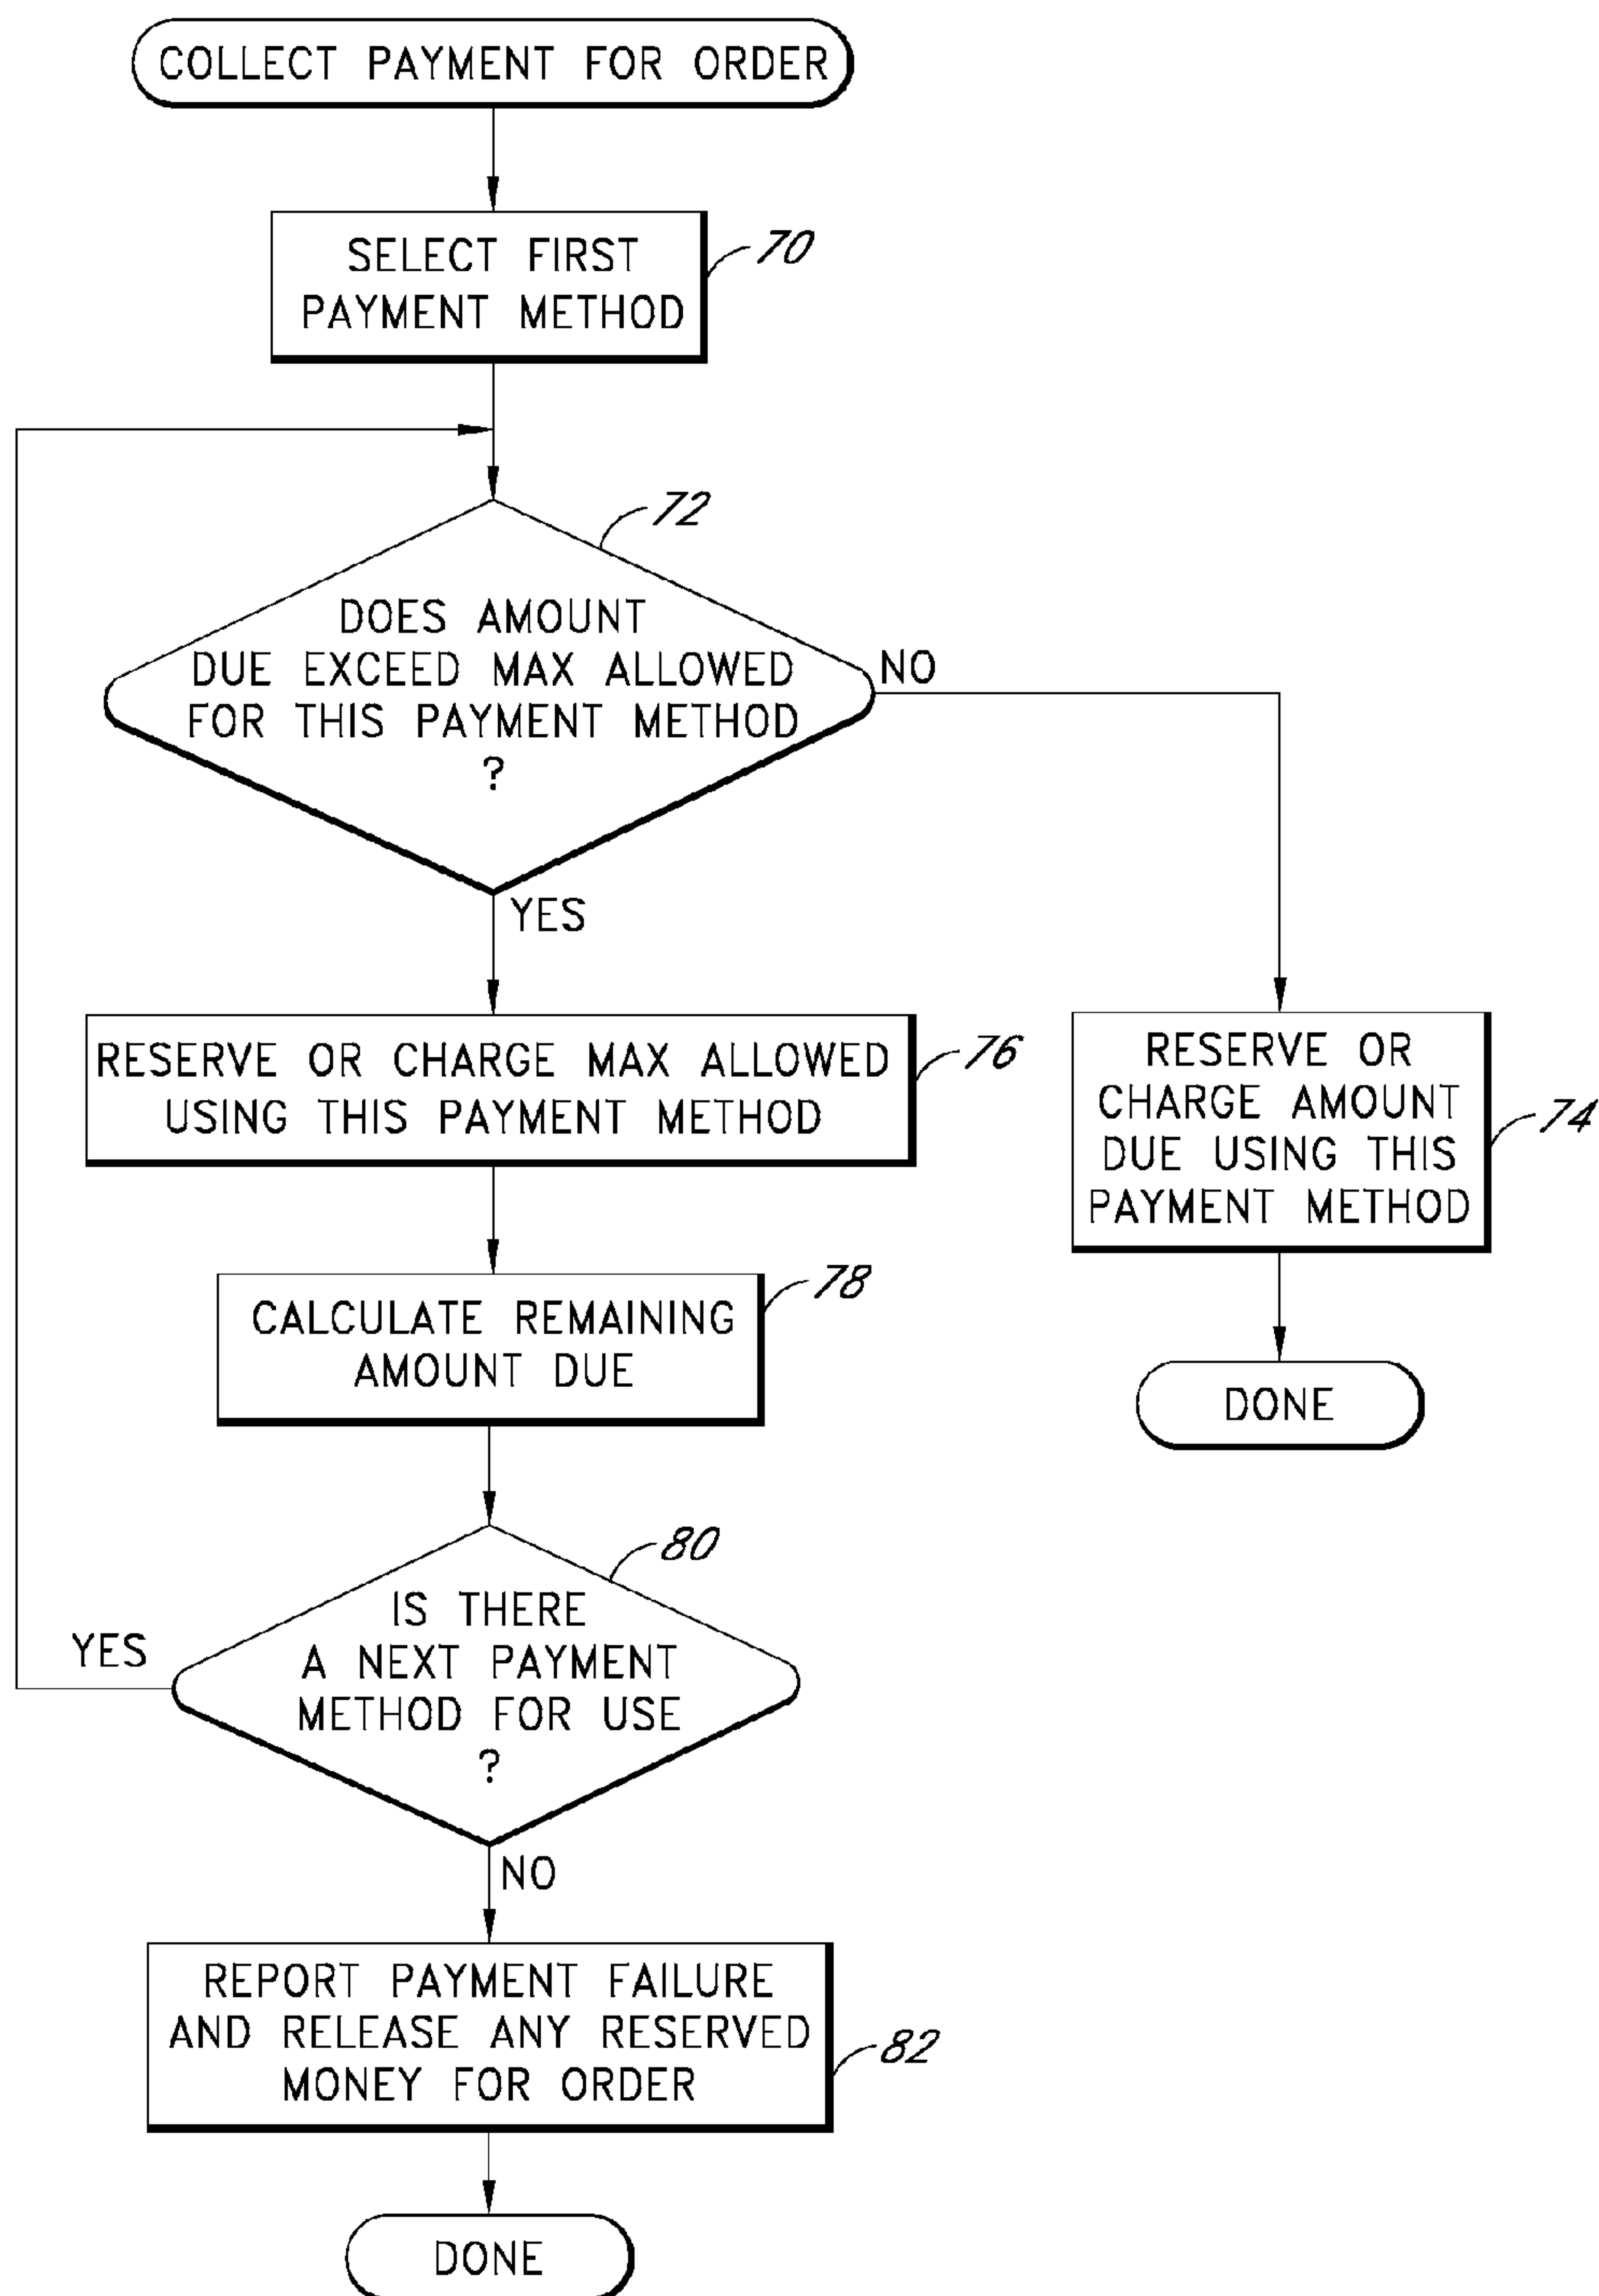 COLLECT PAYMENT FOR ORDER
SELECT FIRST
PAYMENT METHOD
70
72
DOES AMOUNT
DUE EXCEED MAX ALLOWED
FOR THIS PAYMENT METHOD
?
NO
YES
RESERVE OR CHARGE MAX ALLOWED
USING THIS PAYMENT METHOD
76
RESERVE OR
CHARGE AMOUNT
DUE USING THIS
PAYMENT METHOD
74
CALCULATE REMAINING
AMOUNT DUE
78
DONE
80
IS THERE
A NEXT PAYMENT
METHOD FOR USE
?
YES
NO
REPORT PAYMENT FAILURE
AND RELEASE ANY RESERVED
MONEY FOR ORDER
82
DONE